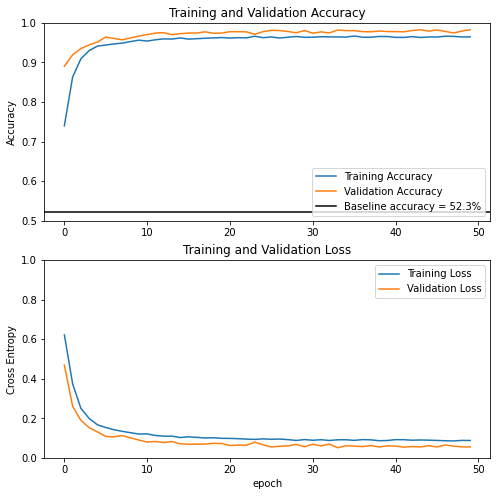 Training and Validation Accuracy
1.0
0.9
0.8
0.7
0.6
0.5
Accuracy
Training Accuracy
Validation Accuracy
Baseline accuracy = 52.3%
0 10 20 30 40 50
Training and Validation Loss
1.0
0.8
0.6
0.4
0.2
0.0
Cross Entropy
Training Loss
Validation Loss
0 10 20 30 40 50
epoch